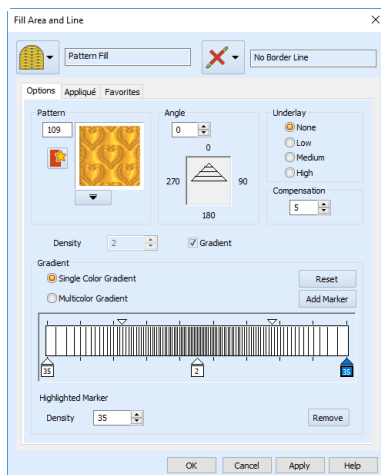 Fill Area and Line
Pattern Fill
No Border Line
Options Appliqué Favorites
Pattern
109
Angle
0
0
270 90
180
Underlay
None
Low
Medium
High
Compensation
5
Density 2 Gradient
Gradient
Single Color Gradient Reset
Multicolor Gradient Add Marker
35 2 35
Highlighted Marker
Density 35 Remove
OK Cancel Apply Help